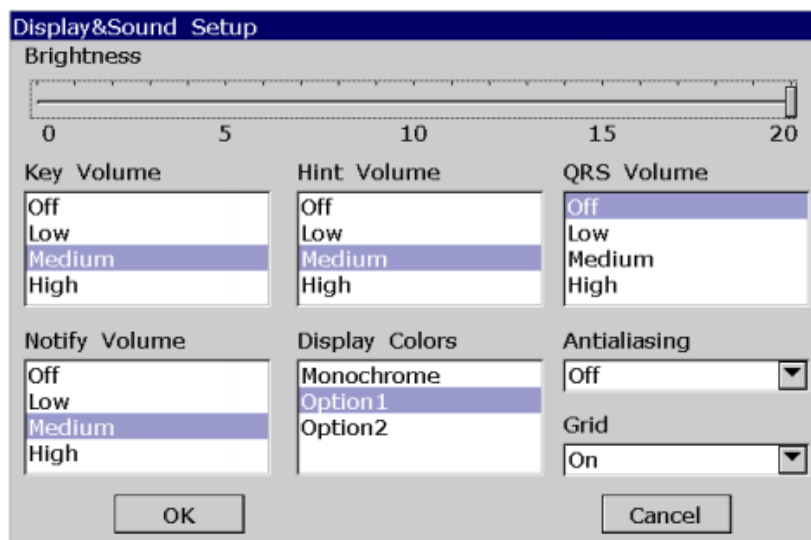 Display&Sound Setup
Brightness
0 5 10 15 20
Key Volume Hint Volume QRS Volume
Off Off Off
Low Low Low
Medium Medium Medium
High High High
Notify Volume Display Colors Antialiasing
Off Monochrome Off
Low Option1
Medium Option2 Grid
High On
OK Cancel